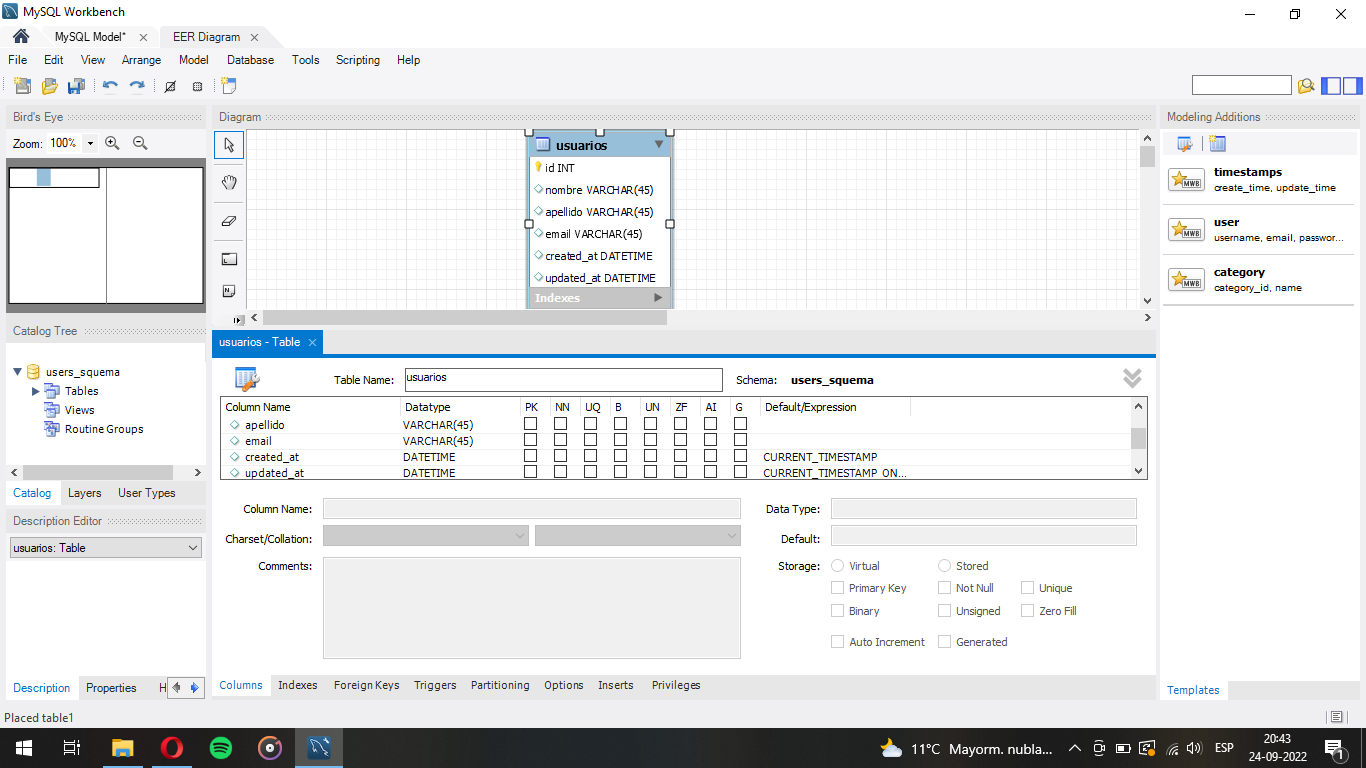 MySQL Workbench
MySQL Model*
EER Diagram
File Edit View Arrange Model Database Tools Scripting Help
Bird's Eye
Zoom: 100%
Diagram
usuarios
id INT
nombre VARCHAR(45)
apellido VARCHAR(45)
email VARCHAR(45)
created_at DATETIME
updated_at DATETIME
Indexes
Modeling Additions
timestamps
create_time, update_time
user
username, email, passwor...
category
category_id, name
MWB
MWB
MWB
Templates
Catalog Tree
users_squema
Tables
Views
Routine Groups
Catalog Layers User Types
Description Editor
usuarios: Table
Description Properties H
usuarios - Table
Table Name: usuarios Schema: users_squema
Column Name Datatype PK NN UQ B UN ZF AI G Default/Expression
apellido VARCHAR(45)
email VARCHAR(45)
created_at DATETIME CURRENT_TIMESTAMP
updated_at DATETIME CURRENT_TIMESTAMP ON...
Column Name: Data Type:
Charset/Collation: Default:
Comments: Storage: Virtual Stored
Primary Key Not Null Unique
Binary Unsigned Zero Fill
Auto Increment Generated
Columns Indexes Foreign Keys Triggers Partitioning Options Inserts Privileges
Placed table1
11°C Mayorm. nubla...
ESP
20:43
24-09-2022
1